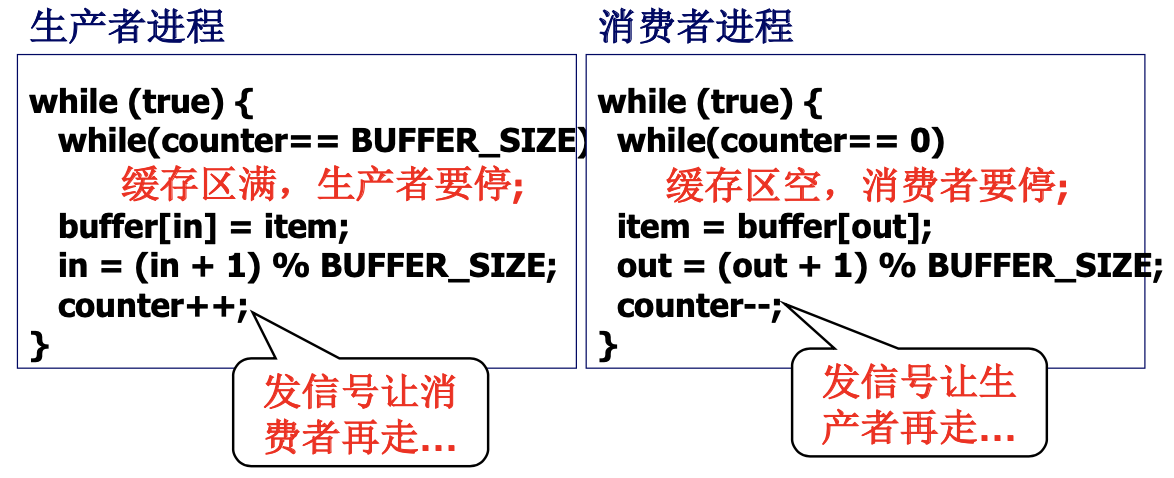 生产者进程
while (true) {
while(counter== BUFFER_SIZE)
缓存区满，生产者要停;
buffer[in] = item;
in = (in + 1) % BUFFER_SIZE;
counter++;
}
发信号让消
费者再走...
消费者进程
while (true) {
while(counter== 0)
缓存区空，消费者要停;
item = buffer[out];
out = (out + 1) % BUFFER_SIZE;
counter--;
}
发信号让生
产者再走...